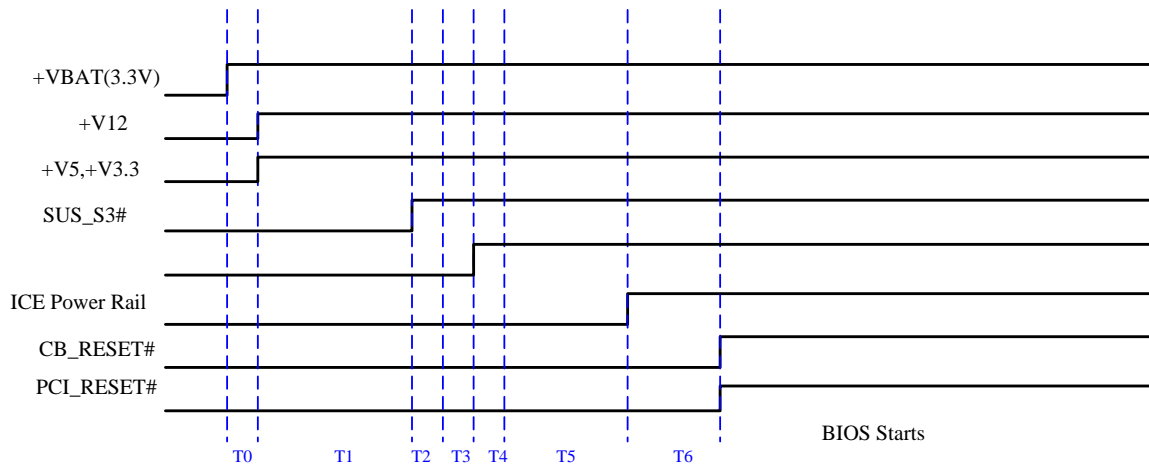 +VBAT(3.3V)
+V12
+V5,+V3.3
SUS_S3#
ICE Power Rail
CB_RESET#
PCI_RESET#
BIOS Starts
T0 T1 T2 T3 T4 T5 T6